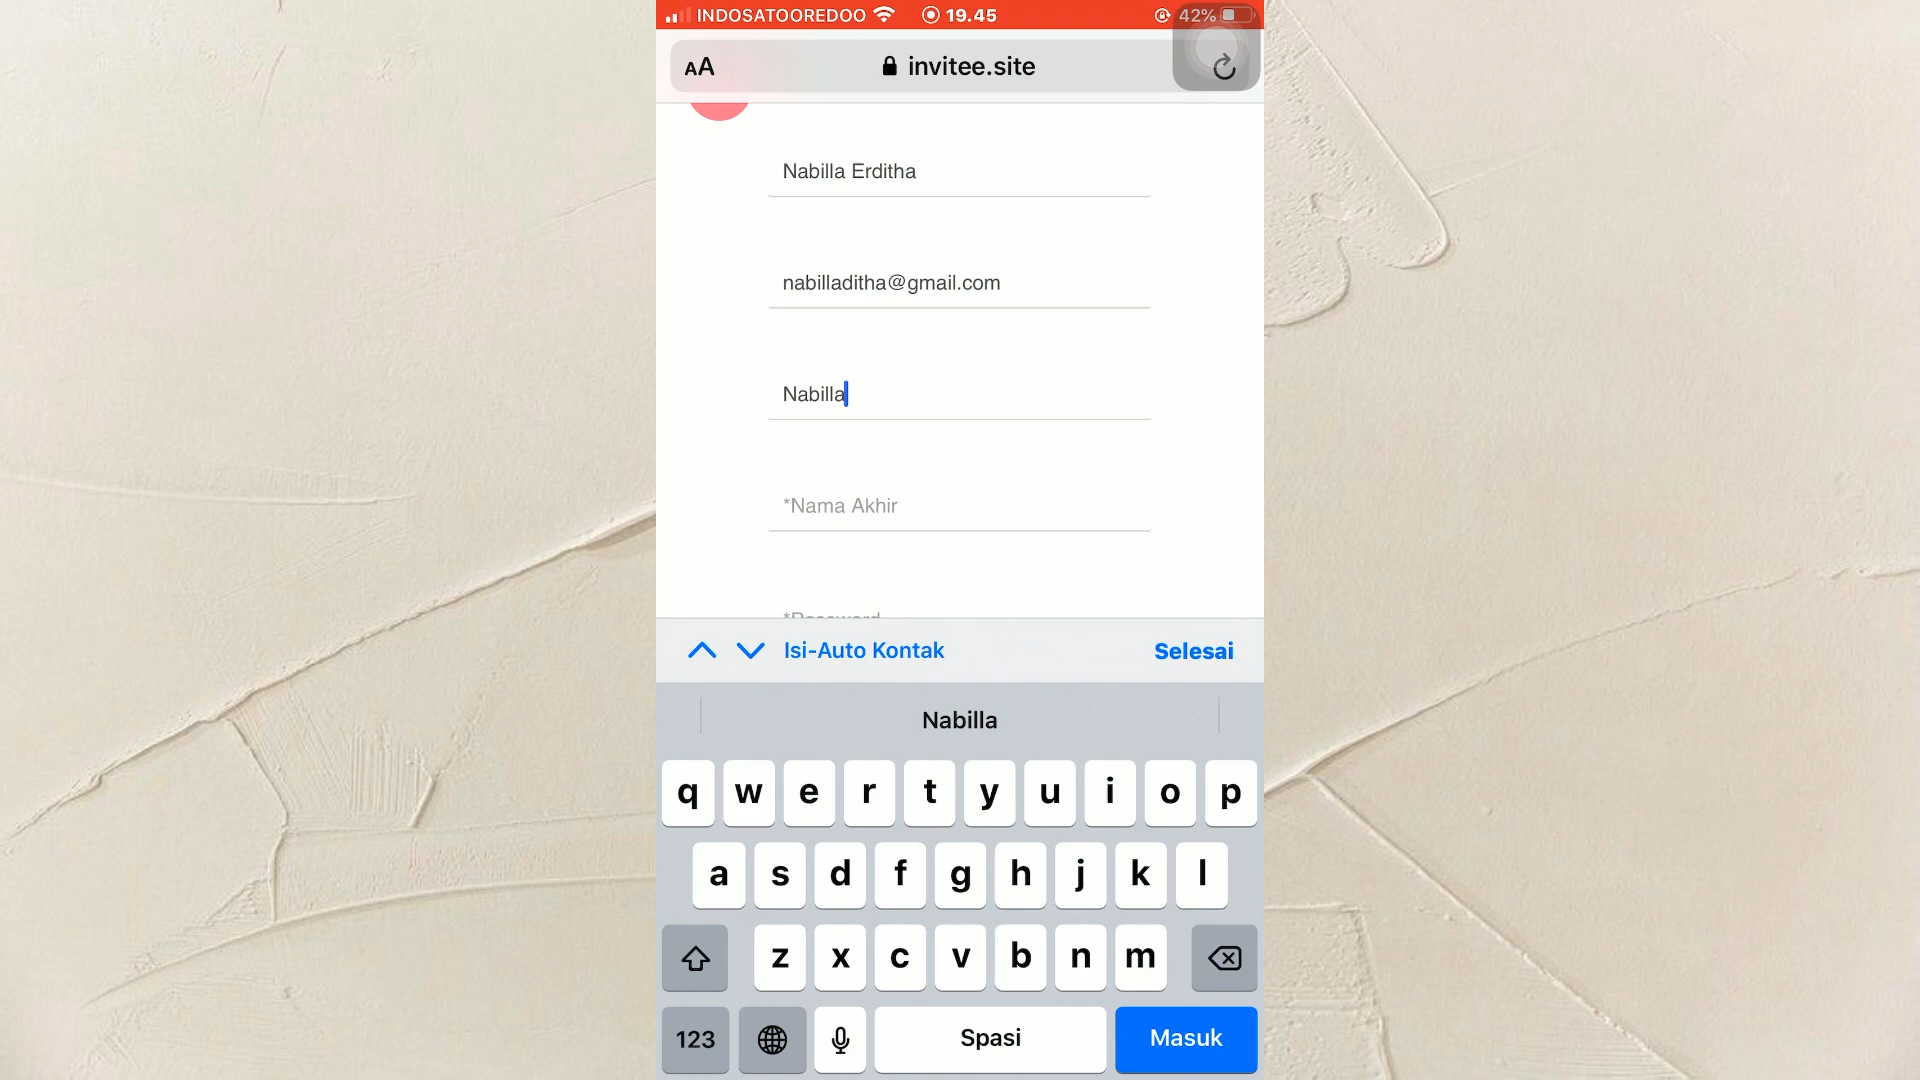 INDOSATOOREDOO 19.45 42%
AA invitee.site
Nabilla Erditha
nabilladitha@gmail.com
Nabilla
*Nama Akhir
*Password
Isi-Auto Kontak Selesai
Nabilla
q w e r t y u i o p
a s d f g h j k l
z x c v b n m
123 Spasi Masuk